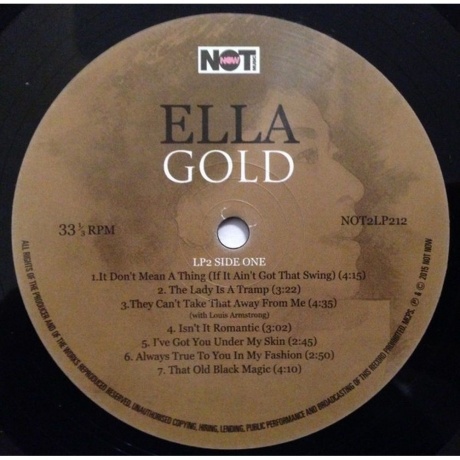 NOT NOW MUSIC
ELLA
GOLD
33 ⅓ RPM
NOT2LP212
LP2 SIDE ONE
1.It Don't Mean A Thing (If It Ain't Got That Swing) (4:15)
2. The Lady Is A Tramp (3:22)
3.They Can't Take That Away From Me (4:35)
(with Louis Armstrong)
4. Isn't It Romantic (3:02)
5. I've Got You Under My Skin (2:45)
6. Always True To You In My Fashion (2:50)
7. That Old Black Magic (4:10)
ALL RIGHTS OF THE PRODUCER AND OF THE WORKS REPRODUCED RESERVED. UNAUTHORISED COPYING, HIRING, LENDING, PUBLIC PERFORMANCE AND BROADCASTING OF THIS RECORD PROHIBITED. MCPS. ℗ & © 2015 NOT NOW